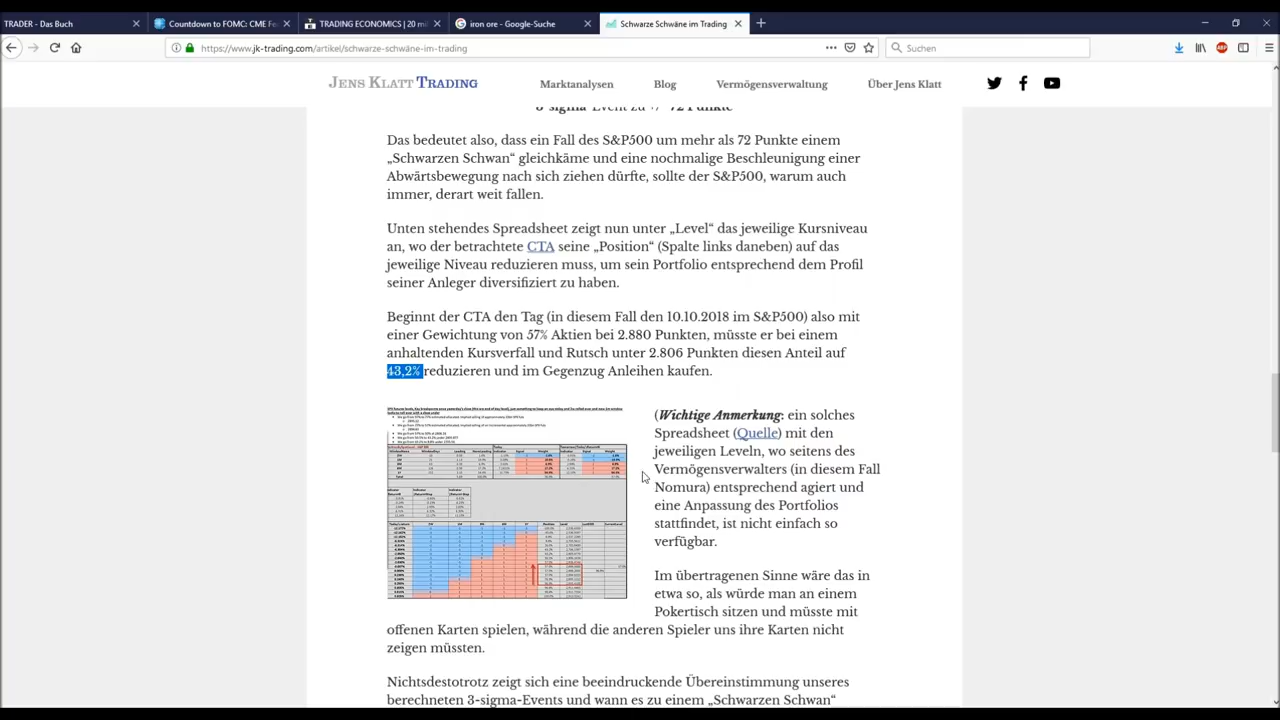 TRADER - Das Buch
Countdown to FOMC: CME Fe
TRADING ECONOMICS | 20 mi
iron ore - Google-Suche
Schwarze Schwäne im Trading
https://www.jk-trading.com/artikel/schwarze-schwäne-im-trading
Suchen
JENS KLATT TRADING
Marktanalysen
Blog
Vermögensverwaltung
Über Jens Klatt
3-sigma-Event zu +/- 72 Punkte
Das bedeutet also, dass ein Fall des S&P500 um mehr als 72 Punkte einem
„Schwarzen Schwan“ gleichkäme und eine nochmalige Beschleunigung einer
Abwärtsbewegung nach sich ziehen dürfte, sollte der S&P500, warum auch
immer, derart weit fallen.
Unten stehendes Spreadsheet zeigt nun unter „Level“ das jeweilige Kursniveau
an, wo der betrachtete CTA seine „Position“ (Spalte links daneben) auf das
jeweilige Niveau reduzieren muss, um sein Portfolio entsprechend dem Profil
seiner Anleger diversifiziert zu haben.
Beginnt der CTA den Tag (in diesem Fall den 10.10.2018 im S&P500) also mit
einer Gewichtung von 57% Aktien bei 2.880 Punkten, müsste er bei einem
anhaltenden Kursverfall und Rutsch unter 2.806 Punkten diesen Anteil auf
43,2% reduzieren und im Gegenzug Anleihen kaufen.
(Wichtige Anmerkung: ein solches
Spreadsheet (Quelle) mit den
jeweiligen Leveln, wo seitens des
Vermögensverwalters (in diesem Fall
Nomura) entsprechend agiert und
eine Anpassung des Portfolios
stattfindet, ist nicht einfach so
verfügbar.
Im übertragenen Sinne wäre das in
etwa so, als würde man an einem
Pokertisch sitzen und müsste mit
offenen Karten spielen, während die anderen Spieler uns ihre Karten nicht
zeigen müssten.
Nichtsdestotrotz zeigt sich eine beeindruckende Übereinstimmung unseres
berechneten 3-sigma-Events und wann es zu einem „Schwarzen Schwan“